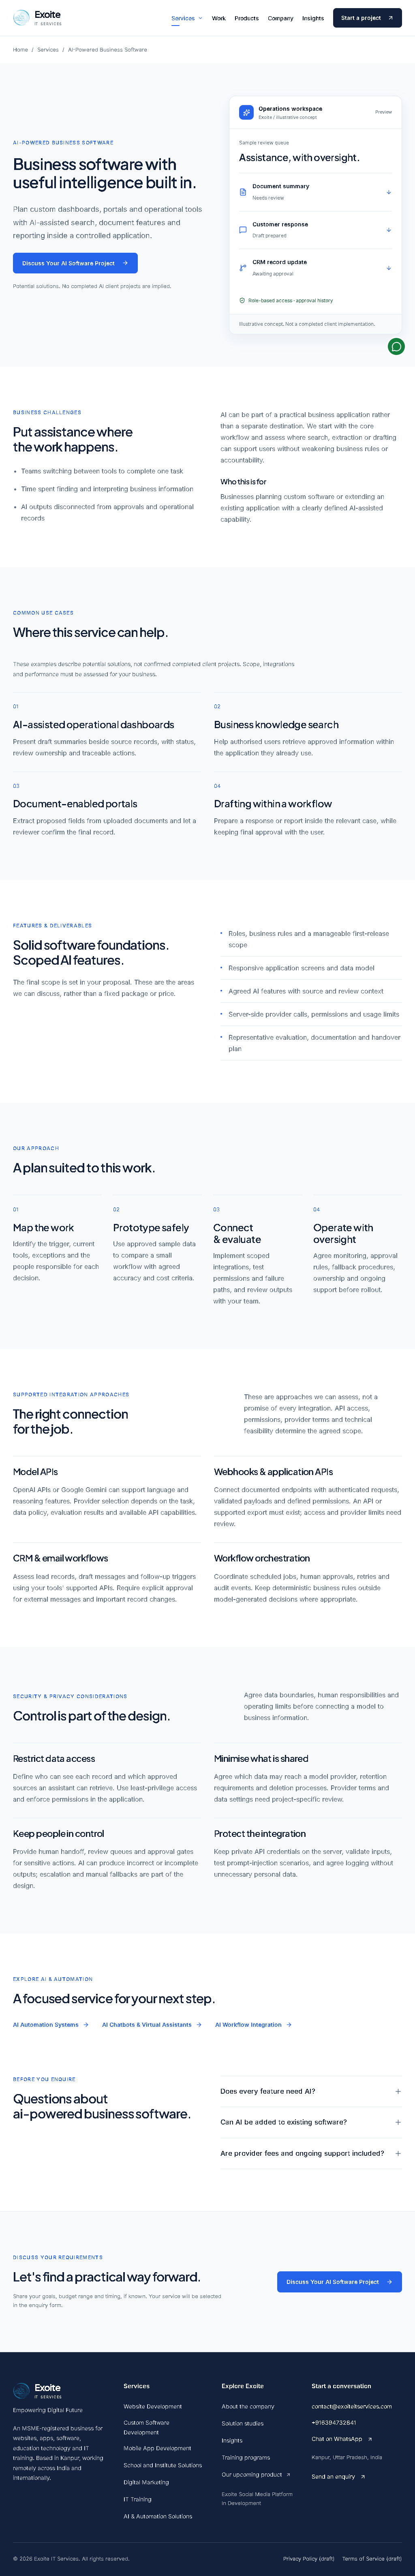 Exoite
IT SERVICES
Services
Work
Products
Company
Insights
Start a project
Home / Services / AI-Powered Business Software
AI-POWERED BUSINESS SOFTWARE
Business software with
useful intelligence built in.
Plan custom dashboards, portals and operational tools
with AI-assisted search, document features and
reporting inside a controlled application.
Discuss Your AI Software Project
Potential solutions. No completed AI client projects are implied.
Operations workspace
Exoite / Illustrative concept
Preview
Sample review queue
Assistance, with oversight.
Document summary
Needs review
Customer response
Draft prepared
CRM record update
Awaiting approval
Role-based access · approval history
Illustrative concept. Not a completed client implementation.
BUSINESS CHALLENGES
Put assistance where
the work happens.
Teams switching between tools to complete one task
Time spent finding and interpreting business information
AI outputs disconnected from approvals and operational
records
AI can be part of a practical business application rather
than a separate destination. We start with the core
workflow and assess where search, extraction or drafting
can support users without weakening business rules or
accountability.
Who this is for
Businesses planning custom software or extending an
existing application with a clearly defined AI-assisted
capability.
COMMON USE CASES
Where this service can help.
These examples describe potential solutions, not confirmed completed client projects. Scope, integrations
and performance must be assessed for your business.
01
AI-assisted operational dashboards
Present draft summaries beside source records, with status,
review ownership and traceable actions.
02
Business knowledge search
Help authorised users retrieve approved information within
the application they already use.
03
Document-enabled portals
Extract proposed fields from uploaded documents and let a
reviewer confirm the final record.
04
Drafting within a workflow
Prepare a response or report inside the relevant case, while
keeping final approval with the user.
FEATURES & DELIVERABLES
Solid software foundations.
Scoped AI features.
The final scope is set in your proposal. These are the areas
we can discuss, rather than a fixed package or price.
Roles, business rules and a manageable first-release
scope
Responsive application screens and data model
Agreed AI features with source and review context
Server-side provider calls, permissions and usage limits
Representative evaluation, documentation and handover
plan
OUR APPROACH
A plan suited to this work.
01
Map the work
Identify the trigger, current
tools, exceptions and the
people responsible for each
decision.
02
Prototype safely
Use approved sample data
to compare a small
workflow with agreed
accuracy and cost criteria.
03
Connect
& evaluate
Implement scoped
integrations, test
permissions and failure
paths, and review outputs
with your team.
04
Operate with
oversight
Agree monitoring, approval
rules, fallback procedures,
ownership and ongoing
support before rollout.
SUPPORTED INTEGRATION APPROACHES
The right connection
for the job.
These are approaches we can assess, not a
promise of every integration. API access,
permissions, provider terms and technical
feasibility determine the agreed scope.
Model APIs
OpenAI APIs or Google Gemini can support language and
reasoning features. Provider selection depends on the task,
data policy, evaluation results and available API capabilities.
Webhooks & application APIs
Connect documented endpoints with authenticated requests,
validated payloads and defined permissions. An API or
supported export must exist; access and provider limits need
review.
CRM & email workflows
Assess lead records, draft messages and follow-up triggers
using your tools' supported APIs. Require explicit approval
for external messages and important record changes.
Workflow orchestration
Coordinate scheduled jobs, human approvals, retries and
audit events. Keep deterministic business rules outside
model-generated decisions where appropriate.
SECURITY & PRIVACY CONSIDERATIONS
Control is part of the design.
Agree data boundaries, human responsibilities and
operating limits before connecting a model to
business information.
Restrict data access
Define who can see each record and which approved
sources an assistant can retrieve. Use least-privilege access
and enforce permissions in the application.
Minimise what is shared
Agree which data may reach a model provider, retention
requirements and deletion processes. Provider terms and
data settings need project-specific review.
Keep people in control
Provide human handoff, review queues and approval gates
for sensitive actions. AI can produce incorrect or incomplete
outputs; escalation and manual fallbacks are part of the
design.
Protect the integration
Keep private API credentials on the server, validate inputs,
test prompt-injection scenarios, and agree logging without
unnecessary personal data.
EXPLORE AI & AUTOMATION
A focused service for your next step.
AI Automation Systems
AI Chatbots & Virtual Assistants
AI Workflow Integration
BEFORE YOU ENQUIRE
Questions about
ai-powered business software.
Does every feature need AI?
Can AI be added to existing software?
Are provider fees and ongoing support included?
DISCUSS YOUR REQUIREMENTS
Let's find a practical way forward.
Share your goals, budget range and timing, if known. Your service will be selected
in the enquiry form.
Discuss Your AI Software Project
Exoite
IT SERVICES
Empowering Digital Future
An MSME-registered business for
websites, apps, software,
education technology and IT
training. Based in Kanpur, working
remotely across India and
internationally.
Services
Website Development
Custom Software
Development
Mobile App Development
School and Institute Solutions
Digital Marketing
IT Training
AI & Automation Solutions
Explore Exoite
About the company
Solution studies
Insights
Training programs
Our upcoming product
Exoite Social Media Platform
In Development
Start a conversation
contact@exoiteitservices.com
+916394732841
Chat on WhatsApp
Kanpur, Uttar Pradesh, India
Send an enquiry
© 2026 Exoite IT Services. All rights reserved.
Privacy Policy (draft)
Terms of Service (draft)